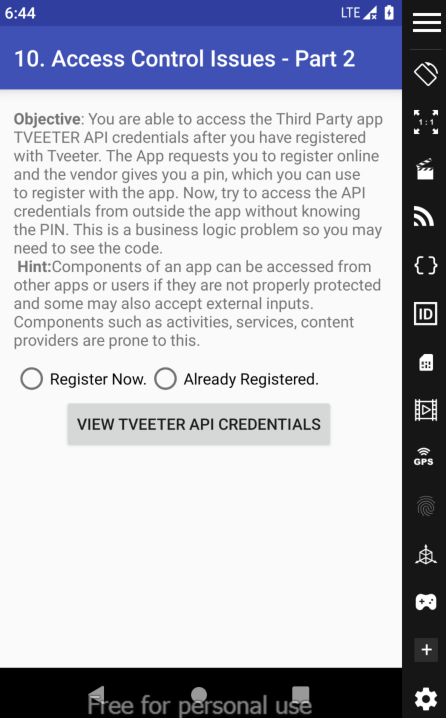 6:44
LTE
10. Access Control Issues - Part 2
Objective: You are able to access the Third Party app
TVEETER API credentials after you have registered
with Tveeter. The App requests you to register online
and the vendor gives you a pin, which you can use
to register with the app. Now, try to access the API
credentials from outside the app without knowing
the PIN. This is a business logic problem so you may
need to see the code.
Hint:Components of an app can be accessed from
other apps or users if they are not properly protected
and some may also accept external inputs.
Components such as activities, services, content
providers are prone to this.
Register Now. Already Registered.
VIEW TVEETER API CREDENTIALS
1:1
ID
GPS
Free for personal use